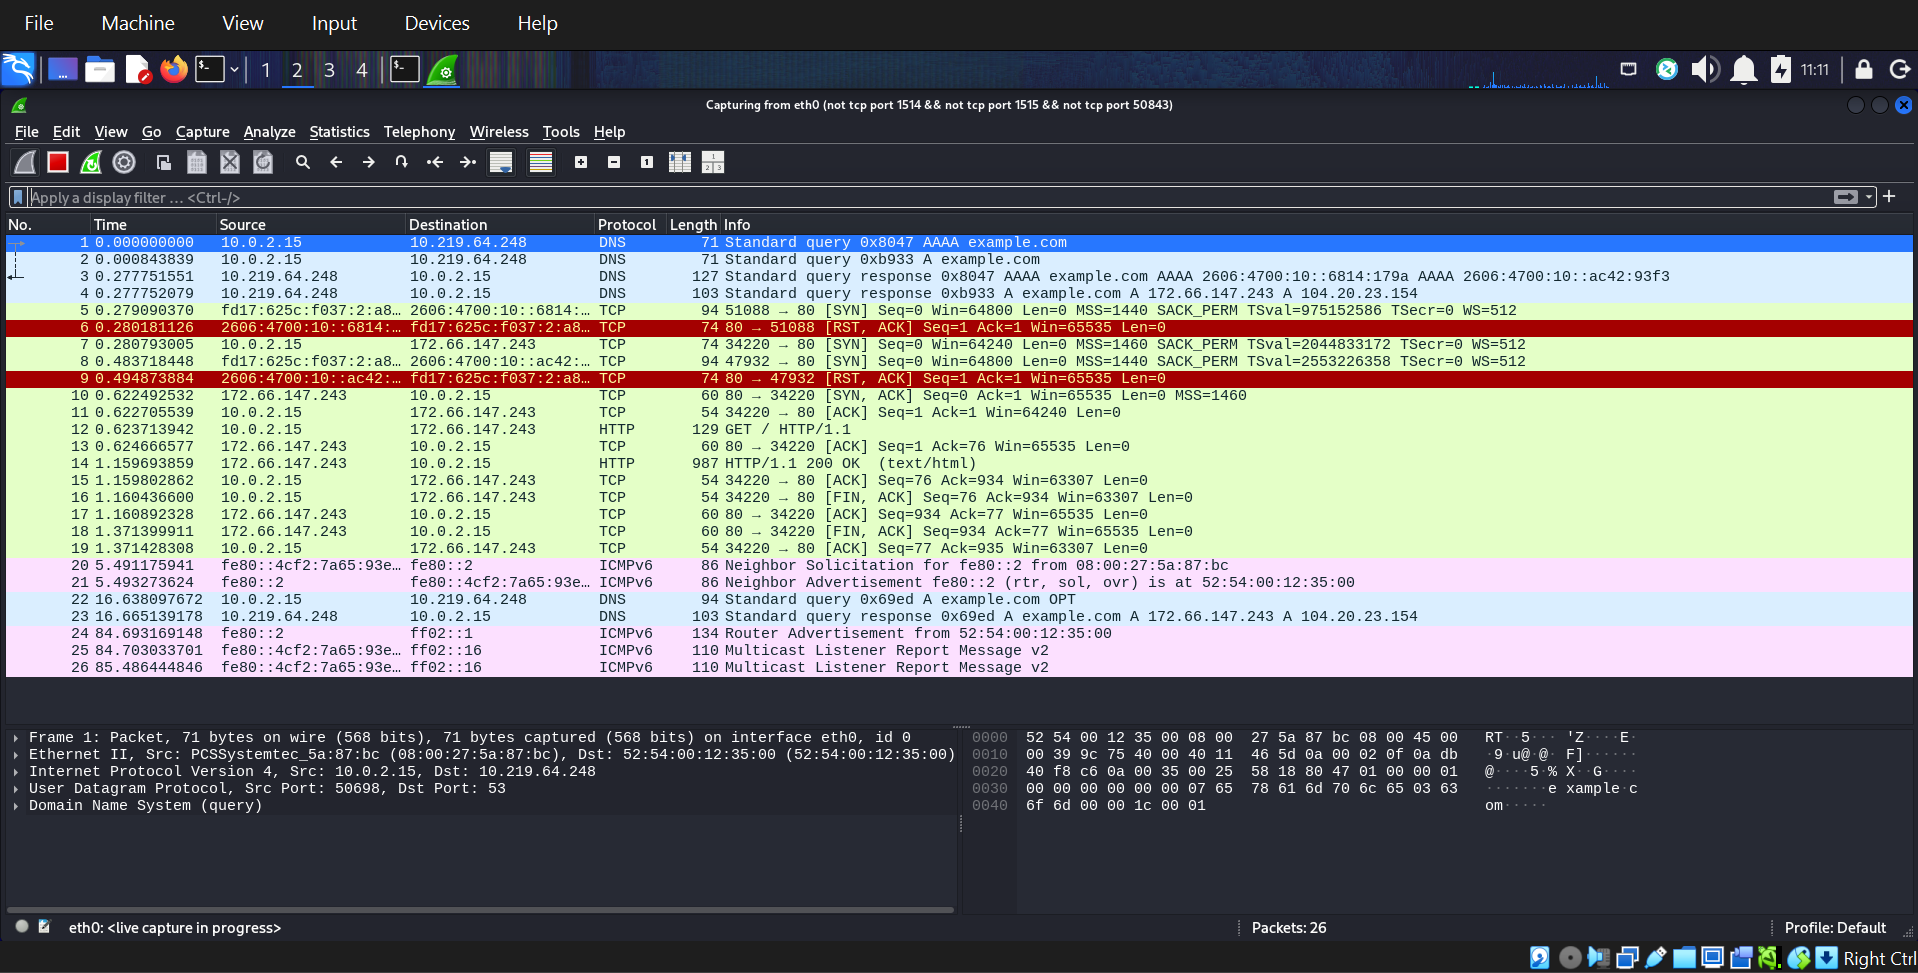 File Machine View Input Devices Help
1 2 3 4 11:11
Capturing from eth0 (not tcp port 1514 && not tcp port 1515 && not tcp port 50843)
File Edit View Go Capture Analyze Statistics Telephony Wireless Tools Help
Apply a display filter … <Ctrl-/>
No. Time Source Destination Protocol Length Info
1 0.000000000 10.0.2.15 10.219.64.248 DNS 71 Standard query 0x8047 AAAA example.com
2 0.000843839 10.0.2.15 10.219.64.248 DNS 71 Standard query 0xb933 A example.com
3 0.277751551 10.219.64.248 10.0.2.15 DNS 127 Standard query response 0x8047 AAAA example.com AAAA 2606:4700:10::6814:179a AAAA 2606:4700:10::ac42:93f3
4 0.277752079 10.219.64.248 10.0.2.15 DNS 103 Standard query response 0xb933 A example.com A 172.66.147.243 A 104.20.23.154
5 0.279090370 fd17:625c:f037:2:a8… 2606:4700:10::6814:… TCP 94 51088 → 80 [SYN] Seq=0 Win=64800 Len=0 MSS=1440 SACK_PERM TSval=975152586 TSecr=0 WS=512
6 0.280181126 2606:4700:10::6814:… fd17:625c:f037:2:a8… TCP 74 80 → 51088 [RST, ACK] Seq=1 Ack=1 Win=65535 Len=0
7 0.280793005 10.0.2.15 172.66.147.243 TCP 74 34220 → 80 [SYN] Seq=0 Win=64240 Len=0 MSS=1460 SACK_PERM TSval=2044833172 TSecr=0 WS=512
8 0.483718448 fd17:625c:f037:2:a8… 2606:4700:10::ac42:… TCP 94 47932 → 80 [SYN] Seq=0 Win=64800 Len=0 MSS=1440 SACK_PERM TSval=2553226358 TSecr=0 WS=512
9 0.494873884 2606:4700:10::ac42:… fd17:625c:f037:2:a8… TCP 74 80 → 47932 [RST, ACK] Seq=1 Ack=1 Win=65535 Len=0
10 0.622492532 172.66.147.243 10.0.2.15 TCP 60 80 → 34220 [SYN, ACK] Seq=0 Ack=1 Win=65535 Len=0 MSS=1460
11 0.622705539 10.0.2.15 172.66.147.243 TCP 54 34220 → 80 [ACK] Seq=1 Ack=1 Win=64240 Len=0
12 0.623713942 10.0.2.15 172.66.147.243 HTTP 129 GET / HTTP/1.1
13 0.624666577 172.66.147.243 10.0.2.15 TCP 60 80 → 34220 [ACK] Seq=1 Ack=76 Win=65535 Len=0
14 1.159693859 172.66.147.243 10.0.2.15 HTTP 987 HTTP/1.1 200 OK (text/html)
15 1.159802862 10.0.2.15 172.66.147.243 TCP 54 34220 → 80 [ACK] Seq=76 Ack=934 Win=63307 Len=0
16 1.160436600 10.0.2.15 172.66.147.243 TCP 54 34220 → 80 [FIN, ACK] Seq=76 Ack=934 Win=63307 Len=0
17 1.160892328 172.66.147.243 10.0.2.15 TCP 60 80 → 34220 [ACK] Seq=934 Ack=77 Win=65535 Len=0
18 1.371399911 172.66.147.243 10.0.2.15 TCP 60 80 → 34220 [FIN, ACK] Seq=934 Ack=77 Win=65535 Len=0
19 1.371428308 10.0.2.15 172.66.147.243 TCP 54 34220 → 80 [ACK] Seq=77 Ack=935 Win=63307 Len=0
20 5.491175941 fe80::4cf2:7a65:93e… fe80::2 ICMPv6 86 Neighbor Solicitation for fe80::2 from 08:00:27:5a:87:bc
21 5.493273624 fe80::2 fe80::4cf2:7a65:93e… ICMPv6 86 Neighbor Advertisement fe80::2 (rtr, sol, ovr) is at 52:54:00:12:35:00
22 16.638097672 10.0.2.15 10.219.64.248 DNS 94 Standard query 0x69ed A example.com OPT
23 16.665139178 10.219.64.248 10.0.2.15 DNS 103 Standard query response 0x69ed A example.com A 172.66.147.243 A 104.20.23.154
24 84.693169148 fe80::2 ff02::1 ICMPv6 134 Router Advertisement from 52:54:00:12:35:00
25 84.703033701 fe80::4cf2:7a65:93e… ff02::16 ICMPv6 110 Multicast Listener Report Message v2
26 85.486444846 fe80::4cf2:7a65:93e… ff02::16 ICMPv6 110 Multicast Listener Report Message v2
Frame 1: Packet, 71 bytes on wire (568 bits), 71 bytes captured (568 bits) on interface eth0, id 0
Ethernet II, Src: PCSSystemtec_5a:87:bc (08:00:27:5a:87:bc), Dst: 52:54:00:12:35:00 (52:54:00:12:35:00)
Internet Protocol Version 4, Src: 10.0.2.15, Dst: 10.219.64.248
User Datagram Protocol, Src Port: 50698, Dst Port: 53
Domain Name System (query)
0000 52 54 00 12 35 00 08 00 27 5a 87 bc 08 00 45 00 RT··5··· 'Z····E·
0010 00 39 9c 75 40 00 40 11 46 5d 0a 00 02 0f 0a db ·9·u@·@· F]······
0020 40 f8 c6 0a 00 35 00 25 58 18 80 47 01 00 00 01 @····5·% X··G····
0030 00 00 00 00 00 00 07 65 78 61 6d 70 6c 65 03 63 ·······e xample·c
0040 6f 6d 00 00 1c 00 01 om·····
eth0: <live capture in progress> Packets: 26 Profile: Default
Right Ctrl